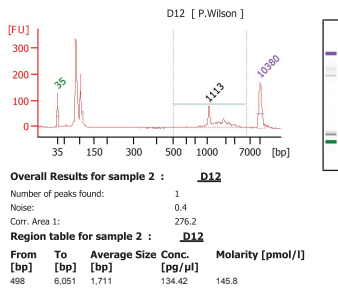 D12 [ P.Wilson ]
[FU]
300
200
100
0
35
1113
10380
35 150 300 500 1000 7000 [bp]
Overall Results for sample 2 : D12
Number of peaks found: 1
Noise: 0.4
Corr. Area 1: 276.2
Region table for sample 2 : D12
From To Average Size Conc. Molarity [pmol/l]
[bp] [bp] [bp] [pg/µl]
498 6,051 1,711 134.42 145.8